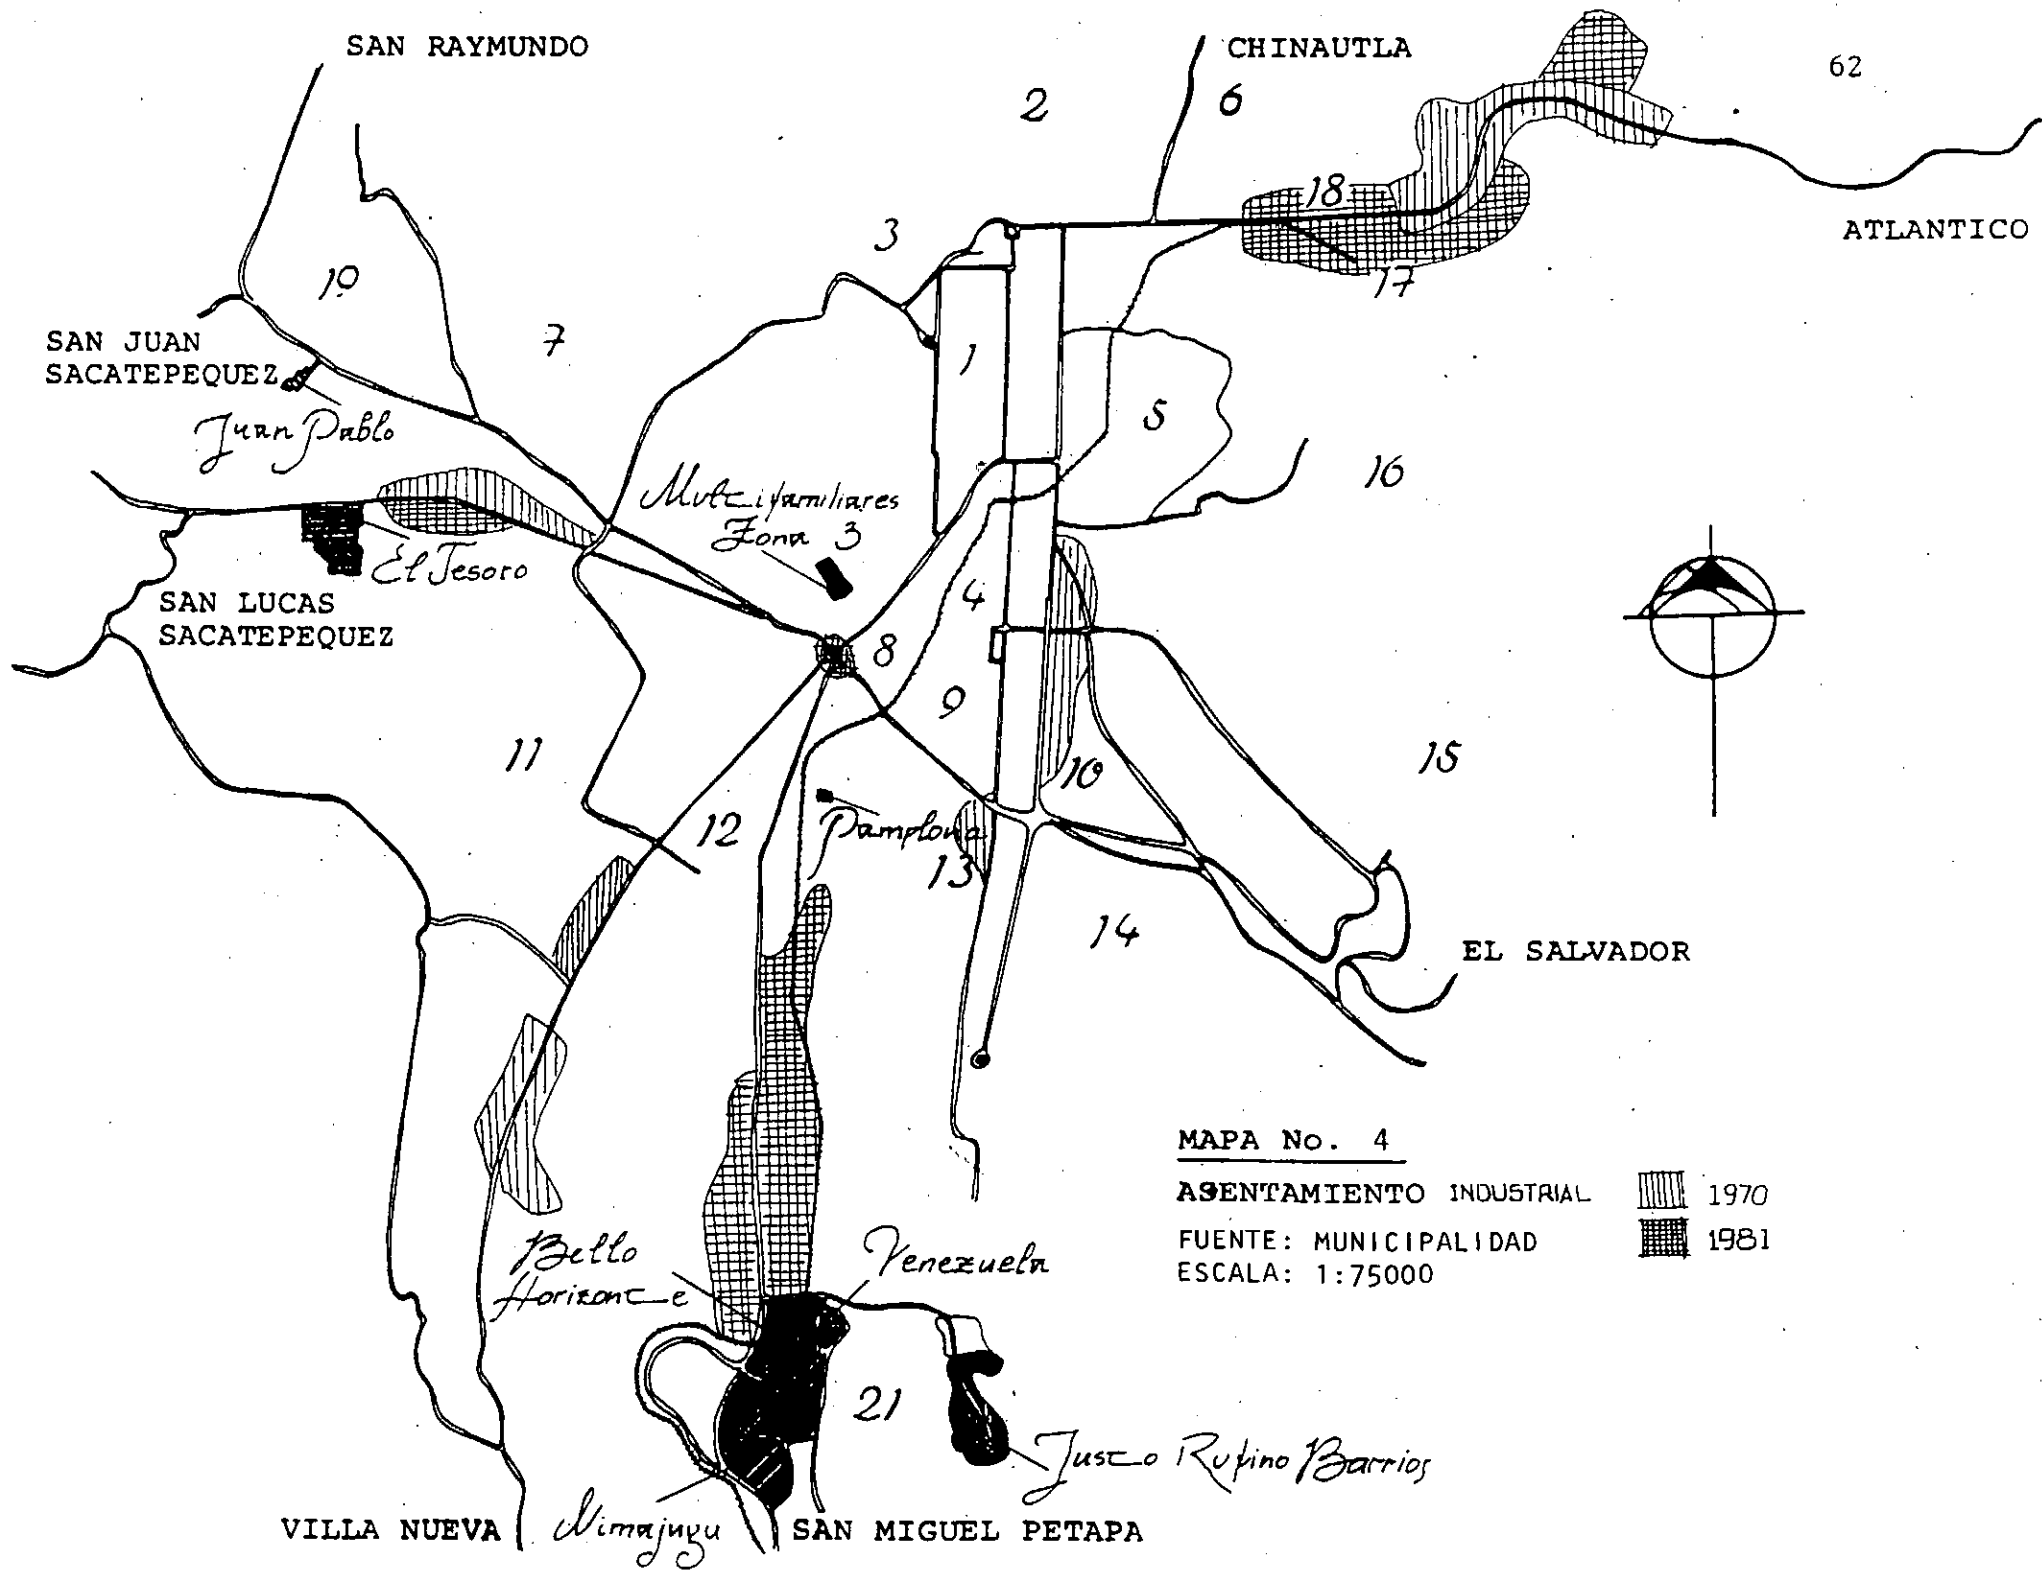 SAN RAYMUNDO
CHINAUTLA
62
2
6
18
ATLANTICO
3
19
17
7
SAN JUAN
SACATEPEQUEZ
1
5
Juan Pablo
16
Multifamiliares
Zona 3
El Tesoro
4
SAN LUCAS
SACATEPEQUEZ
8
9
11
10
15
12
Pamplona
13
14
EL SALVADOR
MAPA No. 4
ASENTAMIENTO INDUSTRIAL
1970
FUENTE: MUNICIPALIDAD
1981
ESCALA: 1:75000
Bello
Horizonte
Venezuela
21
Justo Rufino Barrios
VILLA NUEVA
Nimajuyu
SAN MIGUEL PETAPA